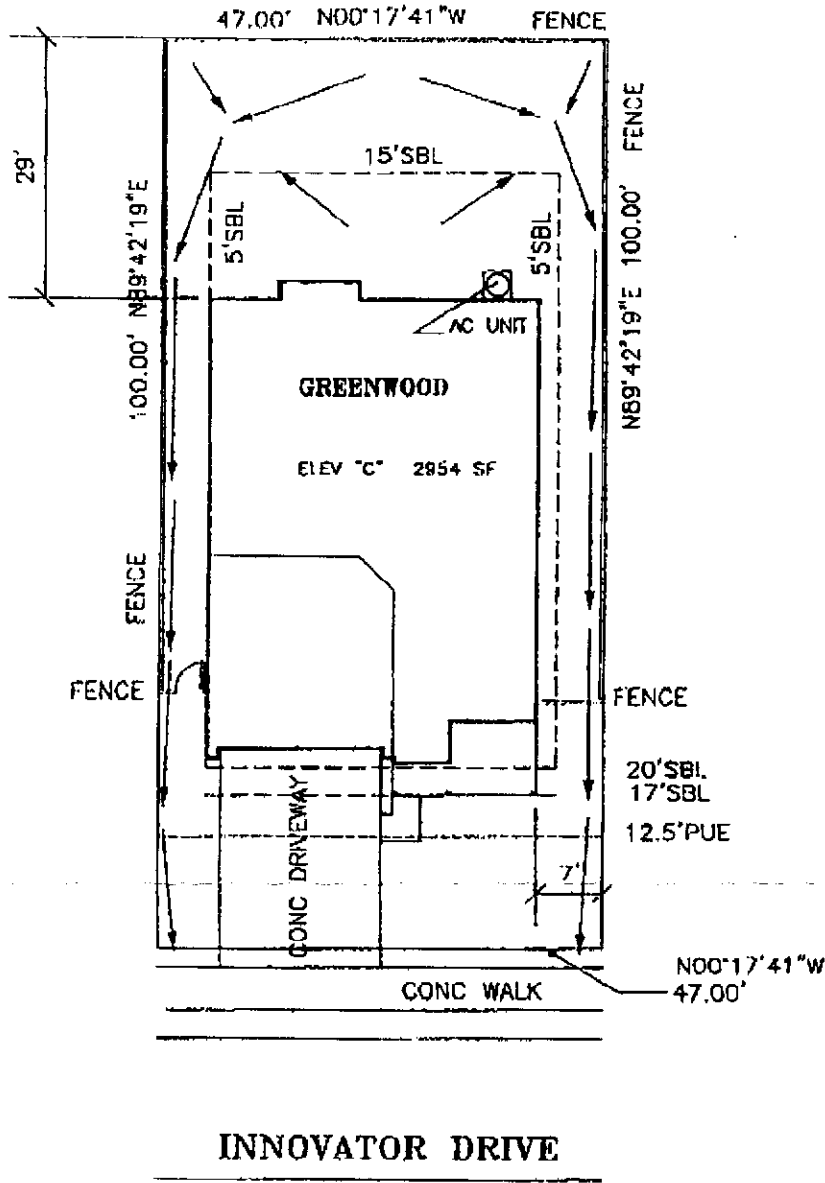 47.00' N00°17'41"W FENCE
FENCE
29'
15'SBL
5'SBL
5'SBL
100.00' N89°42'19"E
N89°42'19"E 100.00'
AC UNIT
GREENWOOD
ELEV "C" 2954 SF
FENCE
FENCE
FENCE
20'SBL
17'SBL
12.5'PUE
CONC DRIVEWAY
7'
N00°17'41"W
47.00'
CONC WALK
INNOVATOR DRIVE